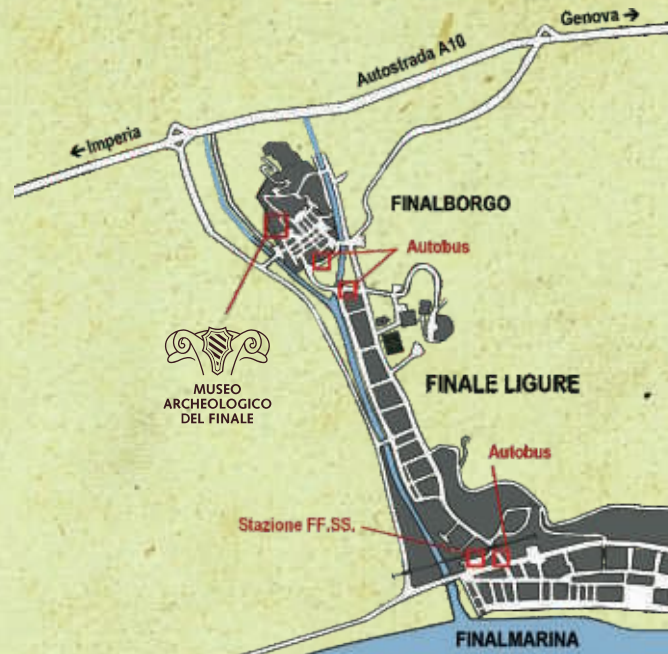 Genova →
Autostrada A10
← Imperia
FINALBORGO
Autobus
MUSEO
ARCHEOLOGICO
DEL FINALE
FINALE LIGURE
Autobus
Stazione FF.SS.
FINALMARINA